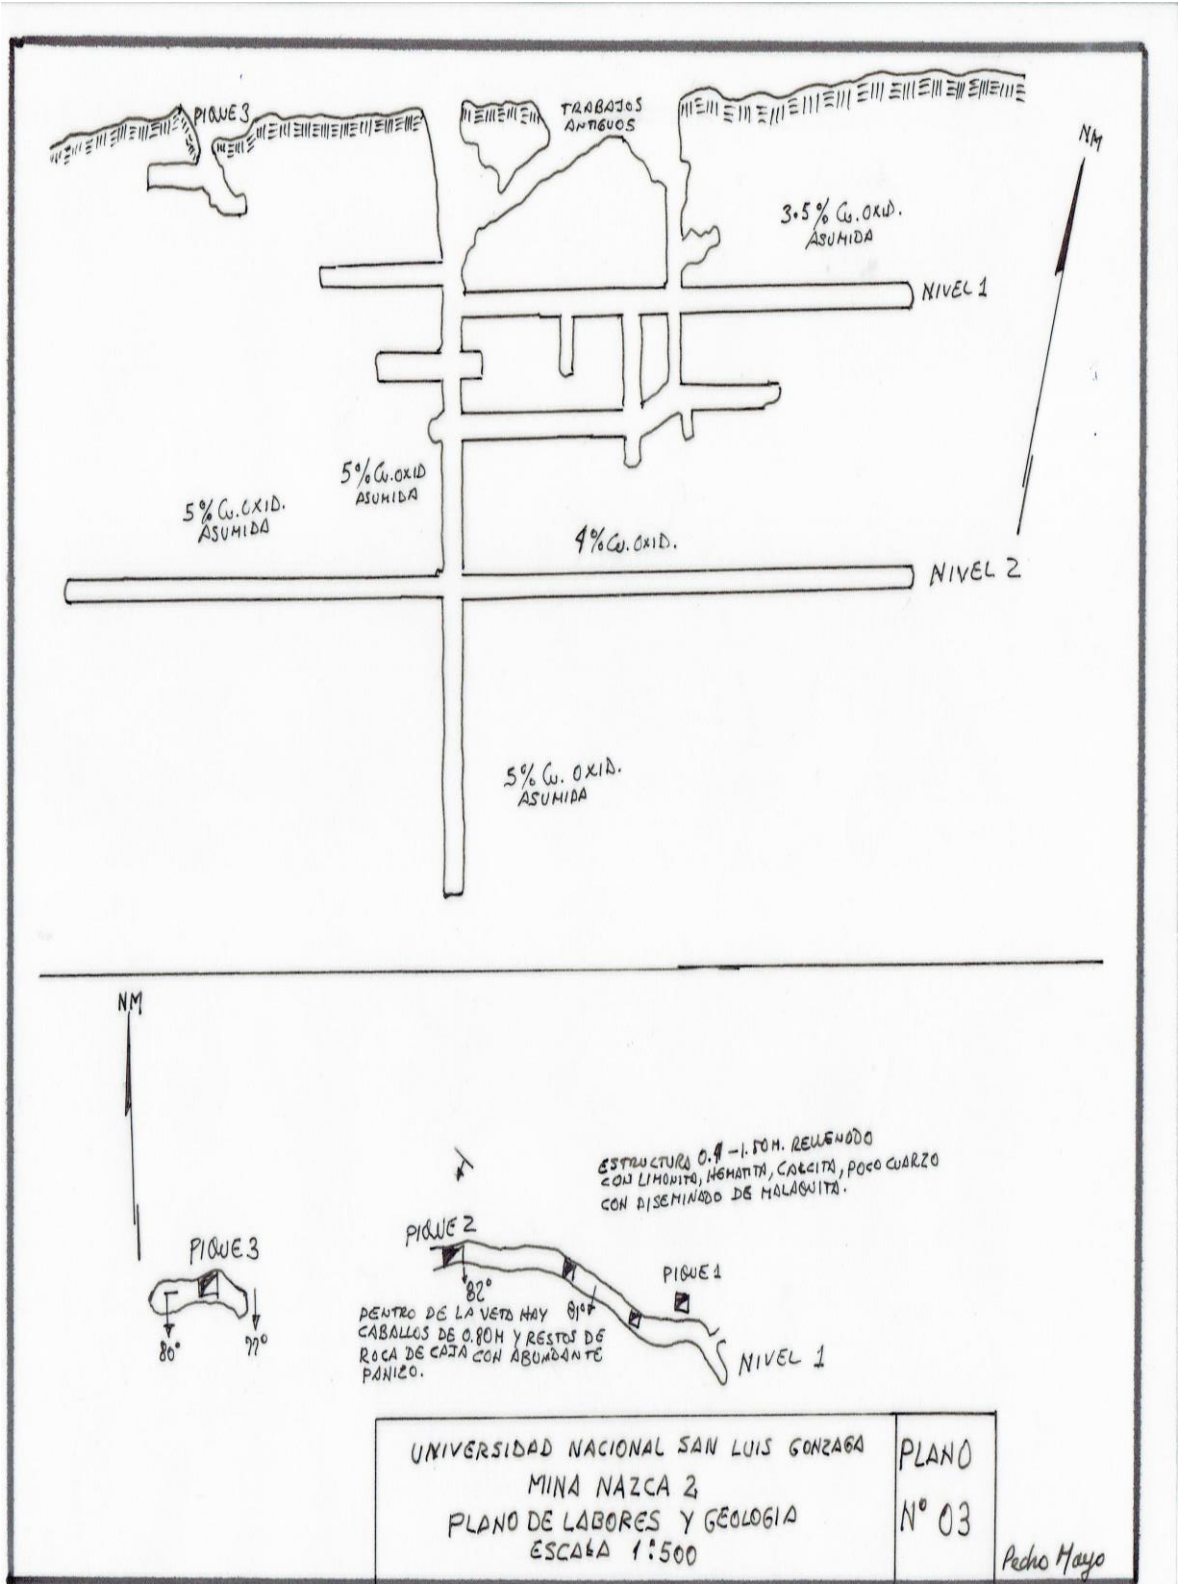 PIQUE 3
TRABAJOS
ANTIGUOS
NM
3.5% Cu. OXID.
ASUMIDA
NIVEL 1
5% Cu. OXID
ASUMIDA
5% Cu. OXID.
ASUMIDA
4% Cu. OXID.
NIVEL 2
5% Cu. OXID.
ASUMIDA
NM
ESTRUCTURA 0.9 - 1.50 M. RELLENADO
CON LIMONITA, HEMATITA, CALCITA, POCO CUARZO
CON DISEMINADO DE MALAQUITA.
PIQUE 2
PIQUE 3
PIQUE 1
82°
81°
80°
77°
DENTRO DE LA VETA HAY
CABALLOS DE 0.80 M Y RESTOS DE
ROCA DE CAJA CON ABUNDANTE
PANIZO.
NIVEL 1
UNIVERSIDAD NACIONAL SAN LUIS GONZAGA
MINA NAZCA 2
PLANO DE LABORES Y GEOLOGIA
ESCALA 1:500
PLANO
N° 03
Pedro Mayo